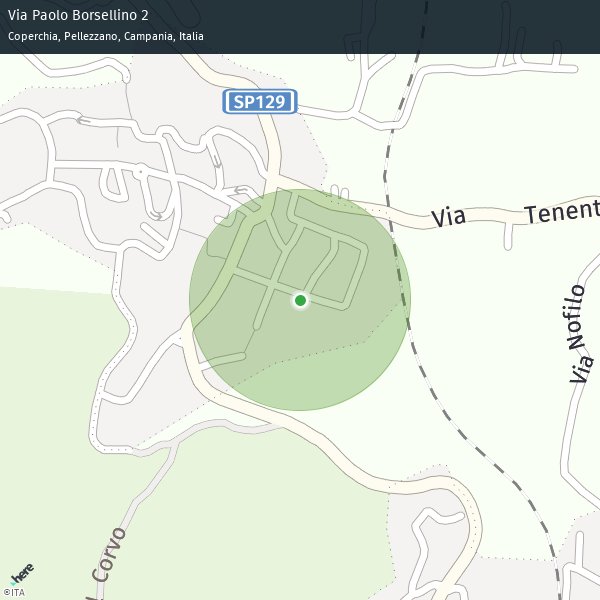 Via Paolo Borsellino 2
Coperchia, Pellezzano, Campania, Italia
SP129
Via Tenent
Via Nofilo
Corvo
here
©ITA